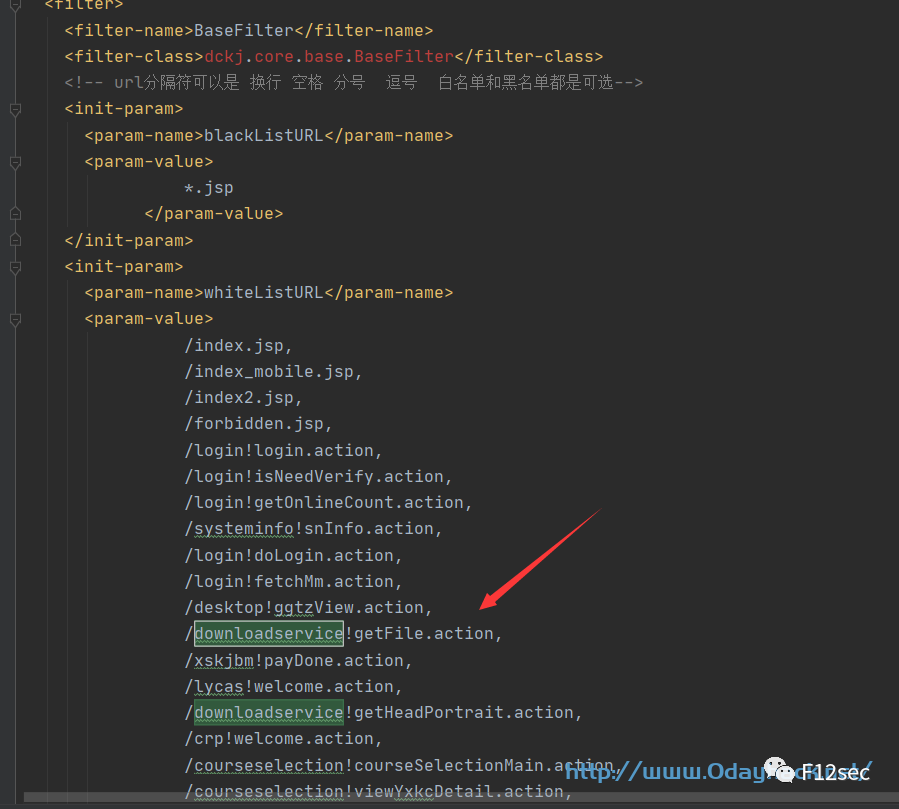 <filter>
<filter-name>BaseFilter</filter-name>
<filter-class>dckj.core.base.BaseFilter</filter-class>
<!-- url分隔符可以是 换行 空格 分号  逗号  白名单和黑名单都是可选-->
<init-param>
<param-name>blackListURL</param-name>
<param-value>
*.jsp
</param-value>
</init-param>
<init-param>
<param-name>whiteListURL</param-name>
<param-value>
/index.jsp,
/index_mobile.jsp,
/index2.jsp,
/forbidden.jsp,
/login!login.action,
/login!isNeedVerify.action,
/login!getOnlineCount.action,
/systeminfo!snInfo.action,
/login!doLogin.action,
/login!fetchMm.action,
/desktop!ggtzView.action,
/downloadservice!getFile.action,
/xskjbm!payDone.action,
/lycas!welcome.action,
/downloadservice!getHeadPortrait.action,
/crp!welcome.action,
/courseselection!courseSelectionMain.action,
/courseselection!viewYxkcDetail.action,
F12sec